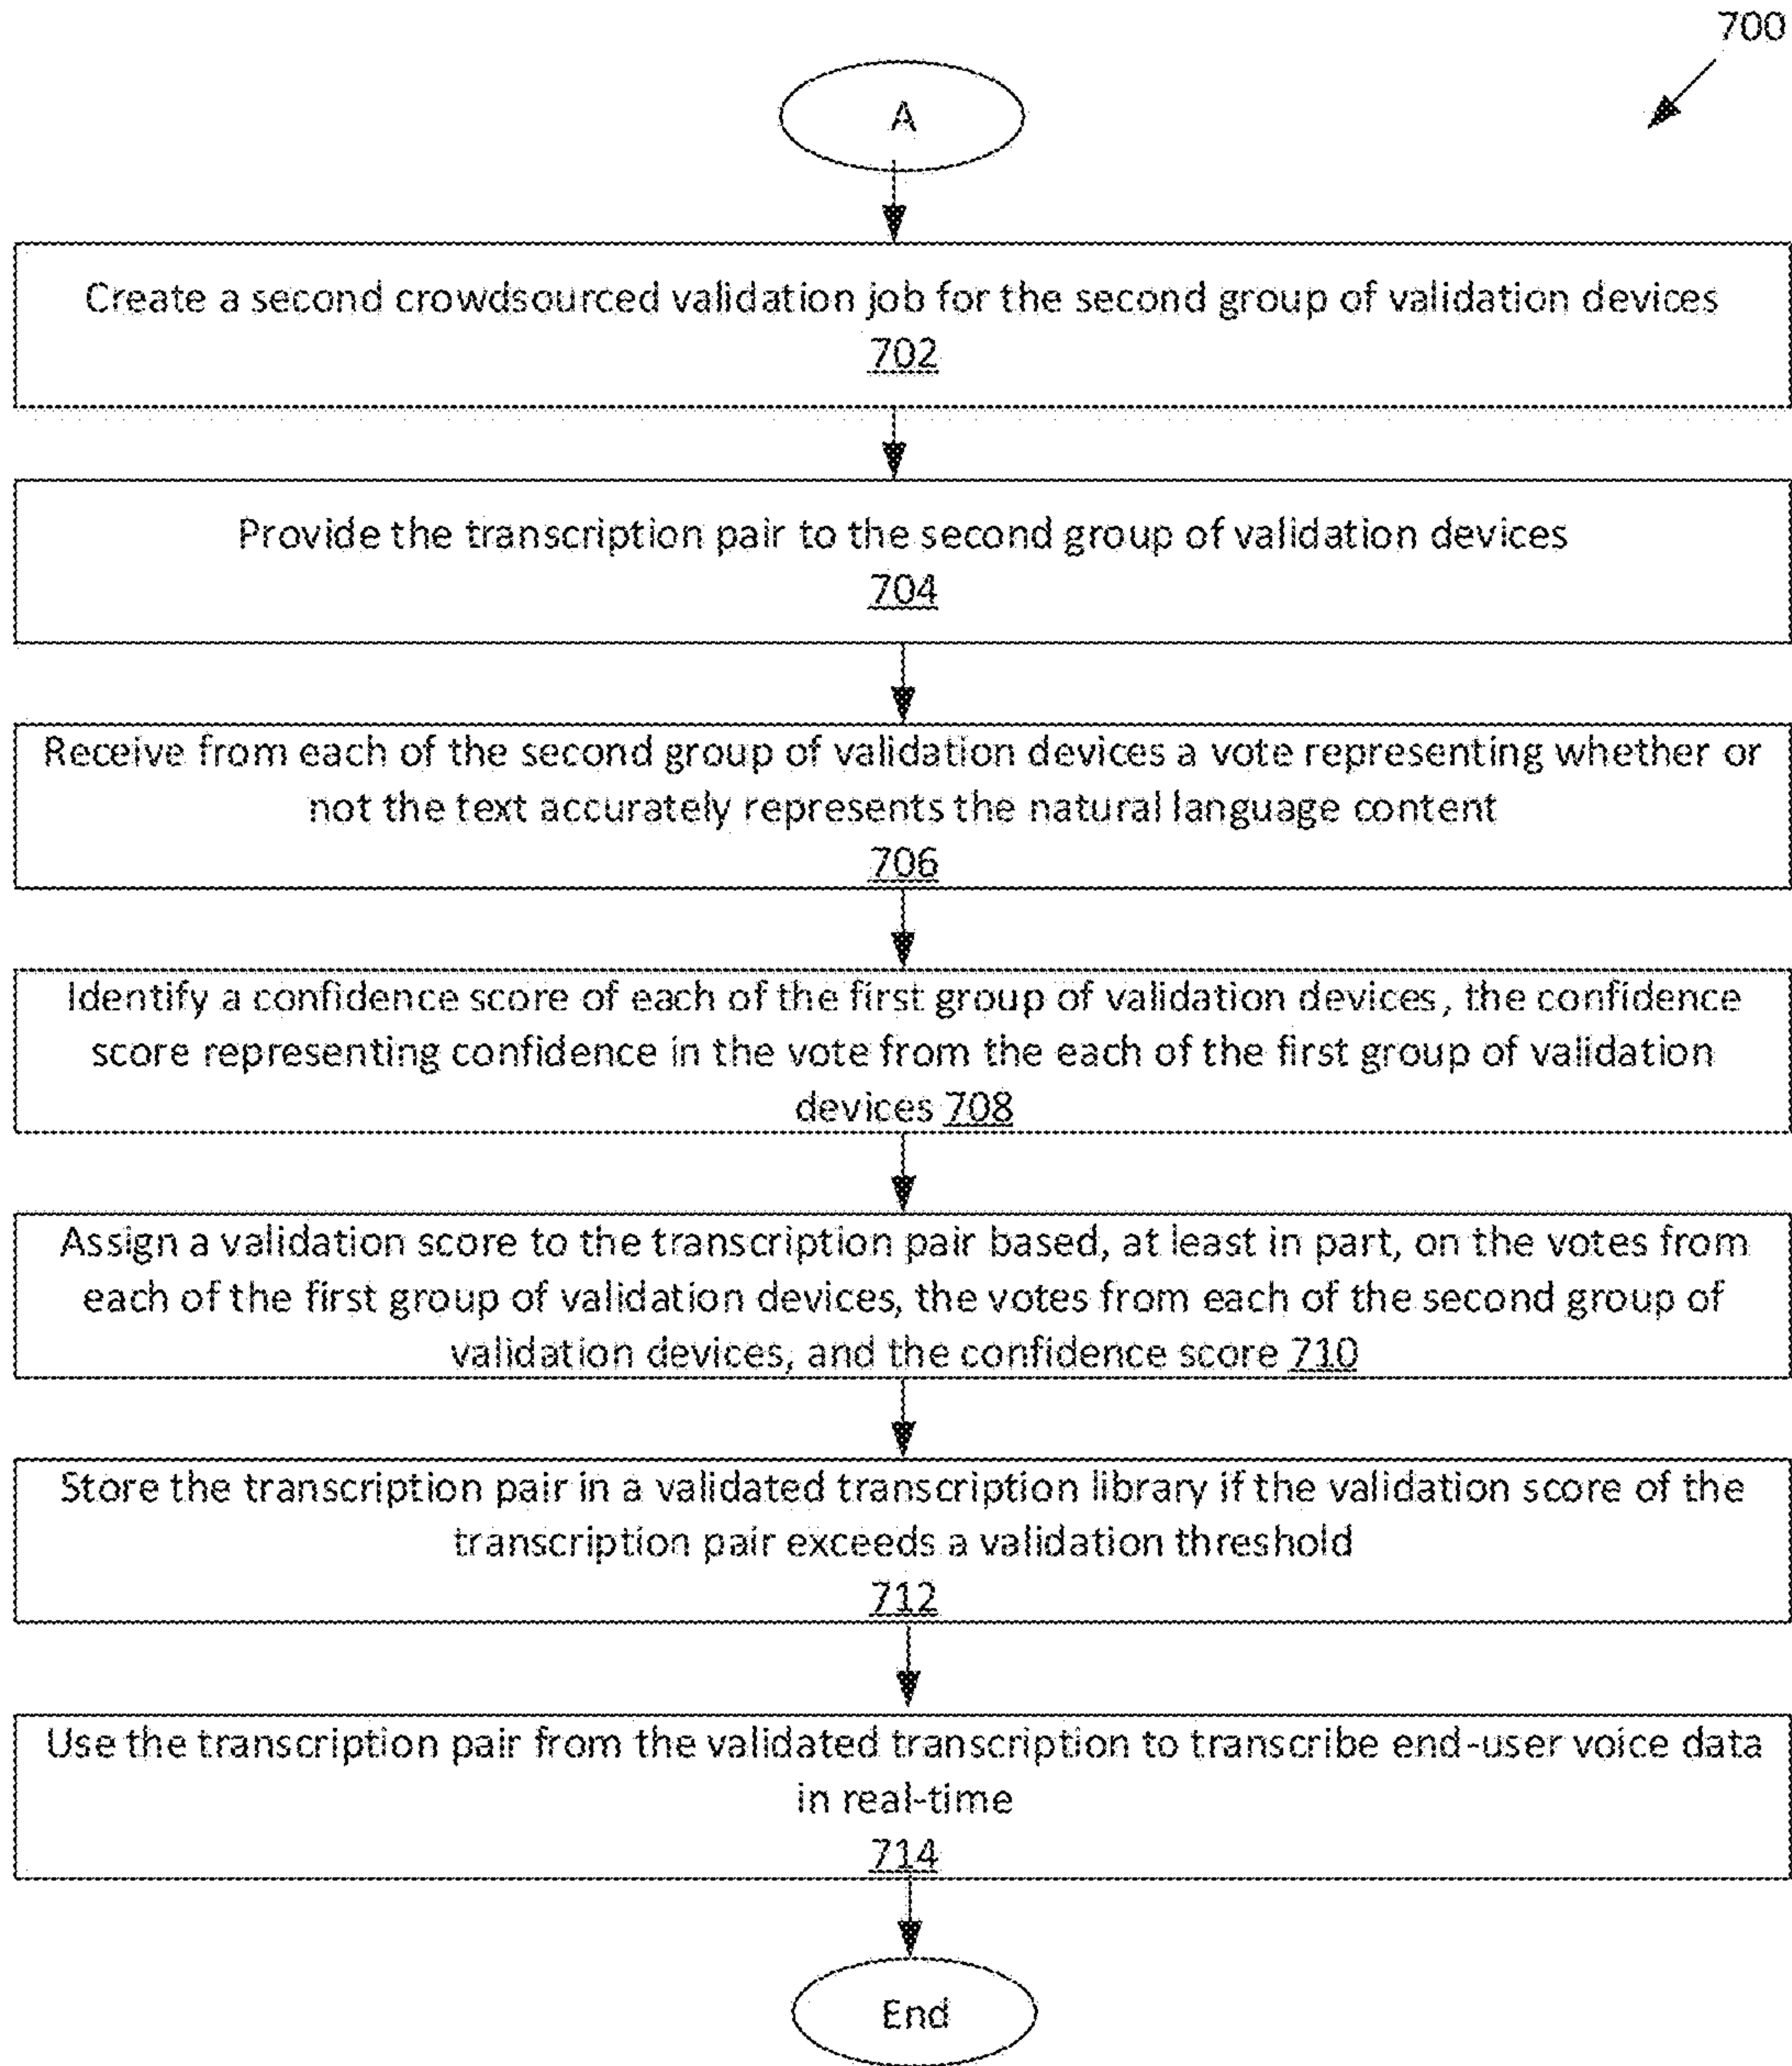 700
A
Create a second crowdsourced validation job for the second group of validation devices
702
Provide the transcription pair to the second group of validation devices
704
Receive from each of the second group of validation devices a vote representing whether or
not the text accurately represents the natural language content
706
Identify a confidence score of each of the first group of validation devices, the confidence
score representing confidence in the vote from the each of the first group of validation
devices 708
Assign a validation score to the transcription pair based, at least in part, on the votes from
each of the first group of validation devices, the votes from each of the second group of
validation devices, and the confidence score 710
Store the transcription pair in a validated transcription library if the validation score of the
transcription pair exceeds a validation threshold
712
Use the transcription pair from the validated transcription to transcribe end-user voice data
in real-time
714
End